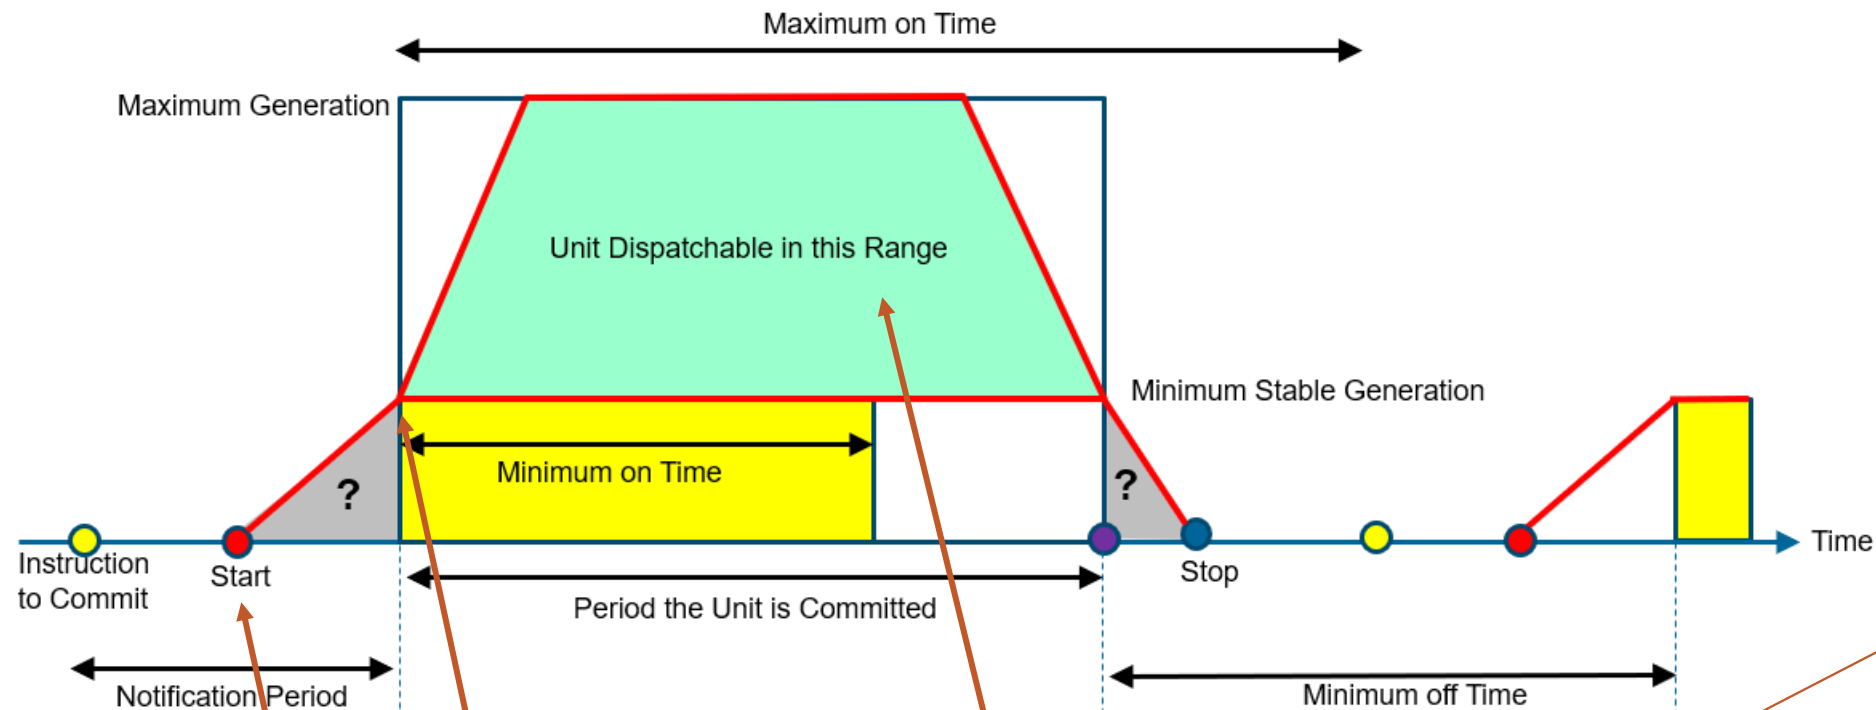 Maximum on Time
Maximum Generation
Unit Dispatchable in this Range
Minimum Stable Generation
Minimum on Time
?
?
Instruction
to Commit
Start
Stop
Time
Period the Unit is Committed
Notification Period
Minimum off Time